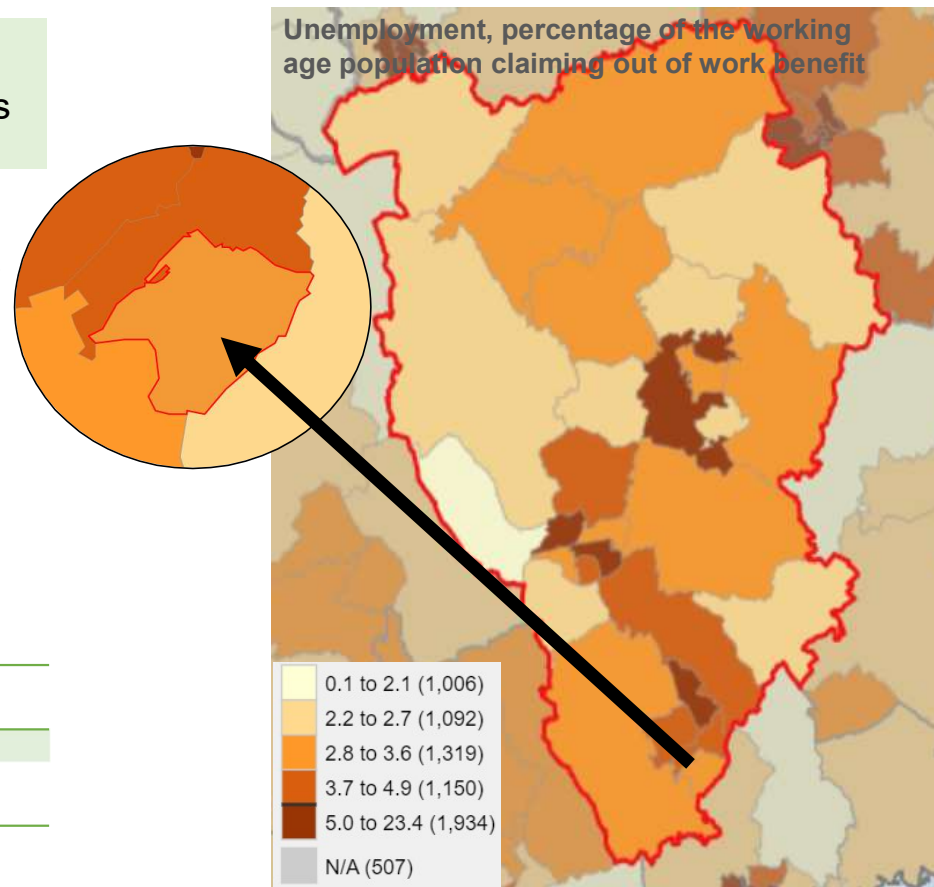 s
Unemployment, percentage of the working
age population claiming out of work benefit
0.1 to 2.1 (1,006)
2.2 to 2.7 (1,092)
2.8 to 3.6 (1,319)
3.7 to 4.9 (1,150)
5.0 to 23.4 (1,934)
N/A (507)